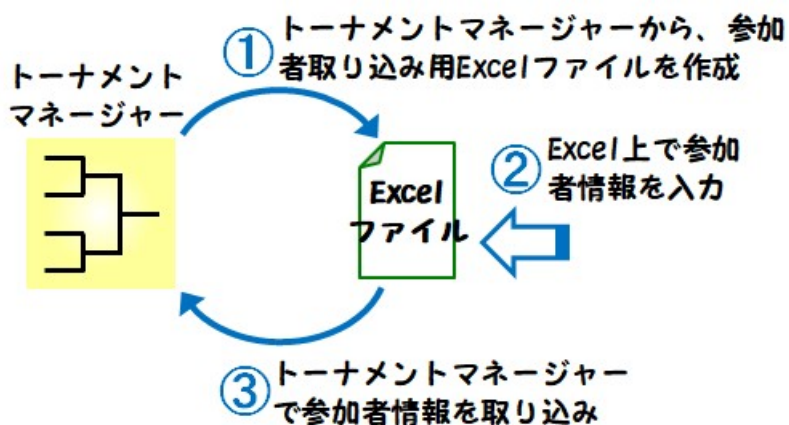 ①トーナメントマネージャーから、参加
者取り込み用Excelファイルを作成
トーナメント
マネージャー
Excel
ファイル
②Excel上で参加
者情報を入力
③トーナメントマネージャー
で参加者情報を取り込み